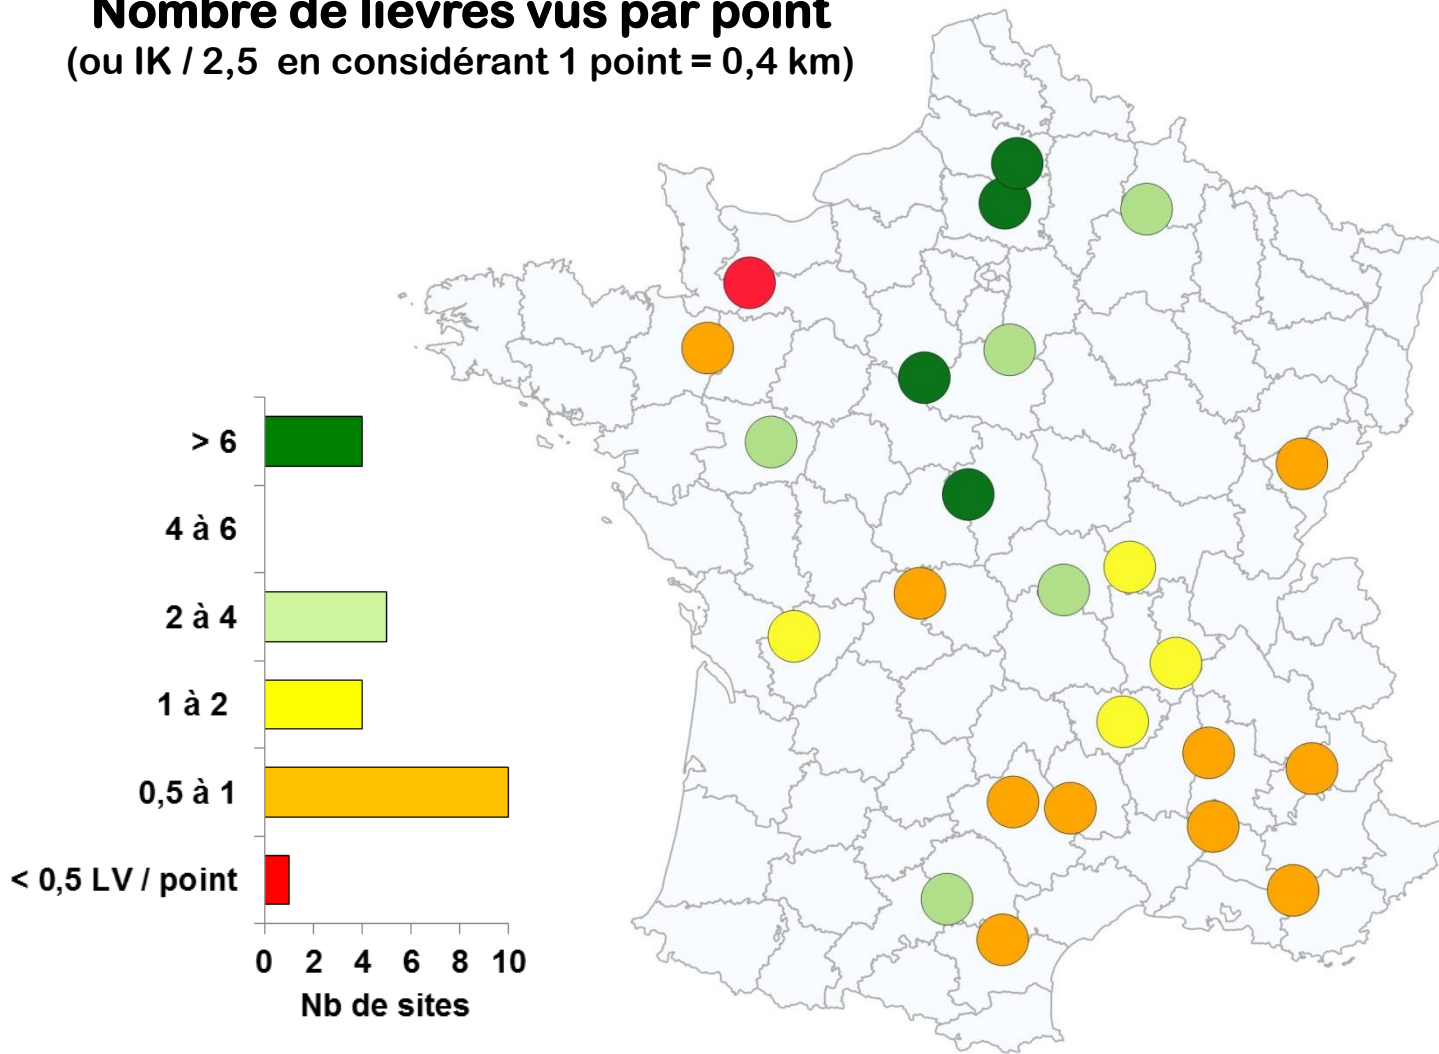 Nombre de lièvres vus par point
(ou IK / 2,5 en considérant 1 point = 0,4 km)
> 6
4 à 6
2 à 4
1 à 2
0,5 à 1
< 0,5 LV / point
0 2 4 6 8 10
Nb de sites